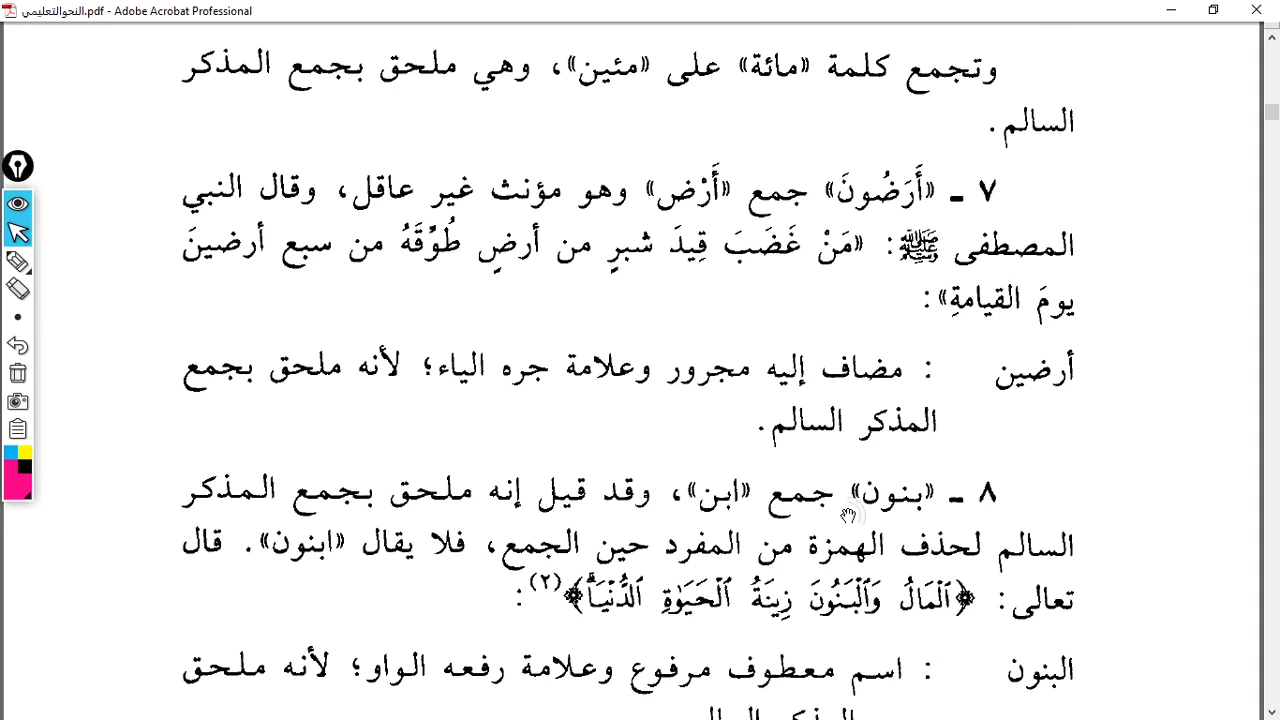 النحوالتعليمي.pdf - Adobe Acrobat Professional
وتجمع كلمة «مائة» على «مئين»، وهي ملحق بجمع المذكر
السالم.
٧ ـ «أَرَضُونَ» جمع «أَرْض» وهو مؤنث غير عاقل، وقال النبي
المصطفى ﷺ: «مَنْ غَضَبَ قِيدَ شبرٍ من أرضٍ طُوِّقَهُ من سبع أرضينَ
يومَ القيامةِ»:
أرضين : مضاف إليه مجرور وعلامة جره الياء؛ لأنه ملحق بجمع
المذكر السالم.
٨ ـ «بنون» جمع «ابن»، وقد قيل إنه ملحق بجمع المذكر
السالم لحذف الهمزة من المفرد حين الجمع، فلا يقال «ابنون». قال
تعالى: ﴿ٱلْمَالُ وَٱلْبَنُونَ زِينَةُ ٱلْحَيَوٰةِ ٱلدُّنْيَاۖ﴾(٢):
البنون : اسم معطوف مرفوع وعلامة رفعه الواو؛ لأنه ملحق